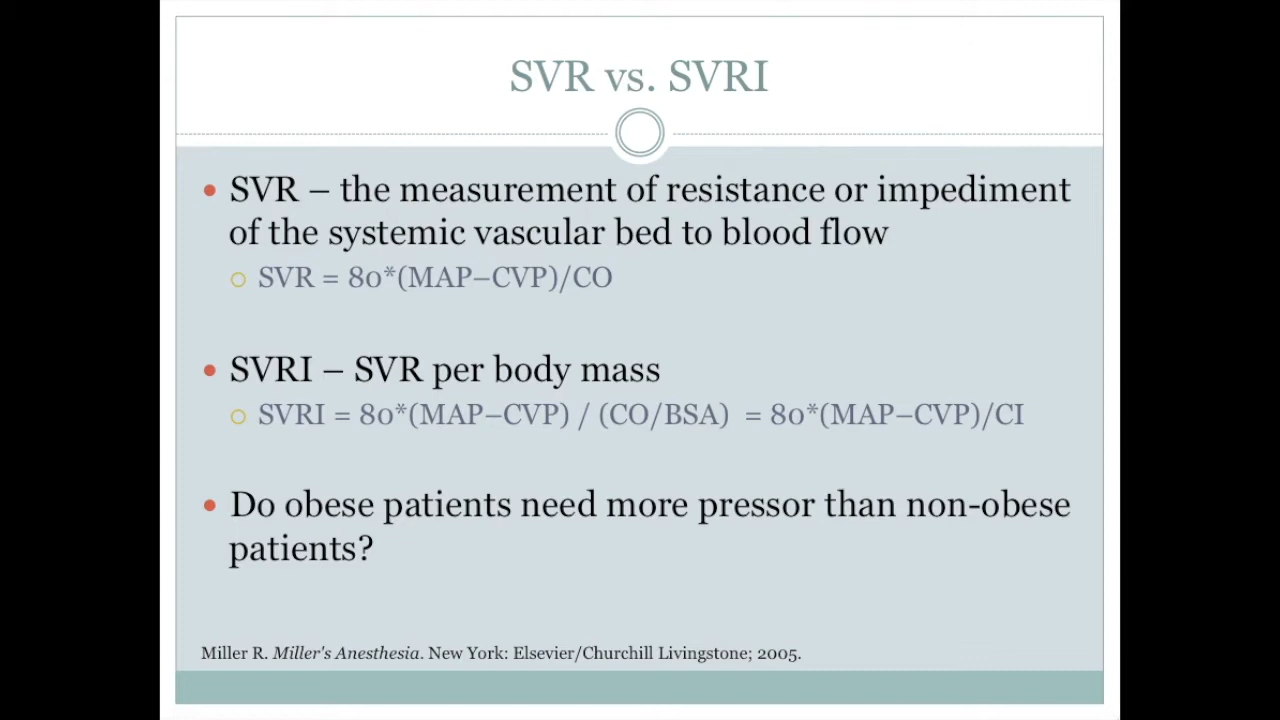 SVR vs. SVRI
• SVR – the measurement of resistance or impediment
of the systemic vascular bed to blood flow
○ SVR = 80*(MAP–CVP)/CO
• SVRI – SVR per body mass
○ SVRI = 80*(MAP–CVP) / (CO/BSA)  = 80*(MAP–CVP)/CI
• Do obese patients need more pressor than non-obese
patients?
Miller R. Miller's Anesthesia. New York: Elsevier/Churchill Livingstone; 2005.